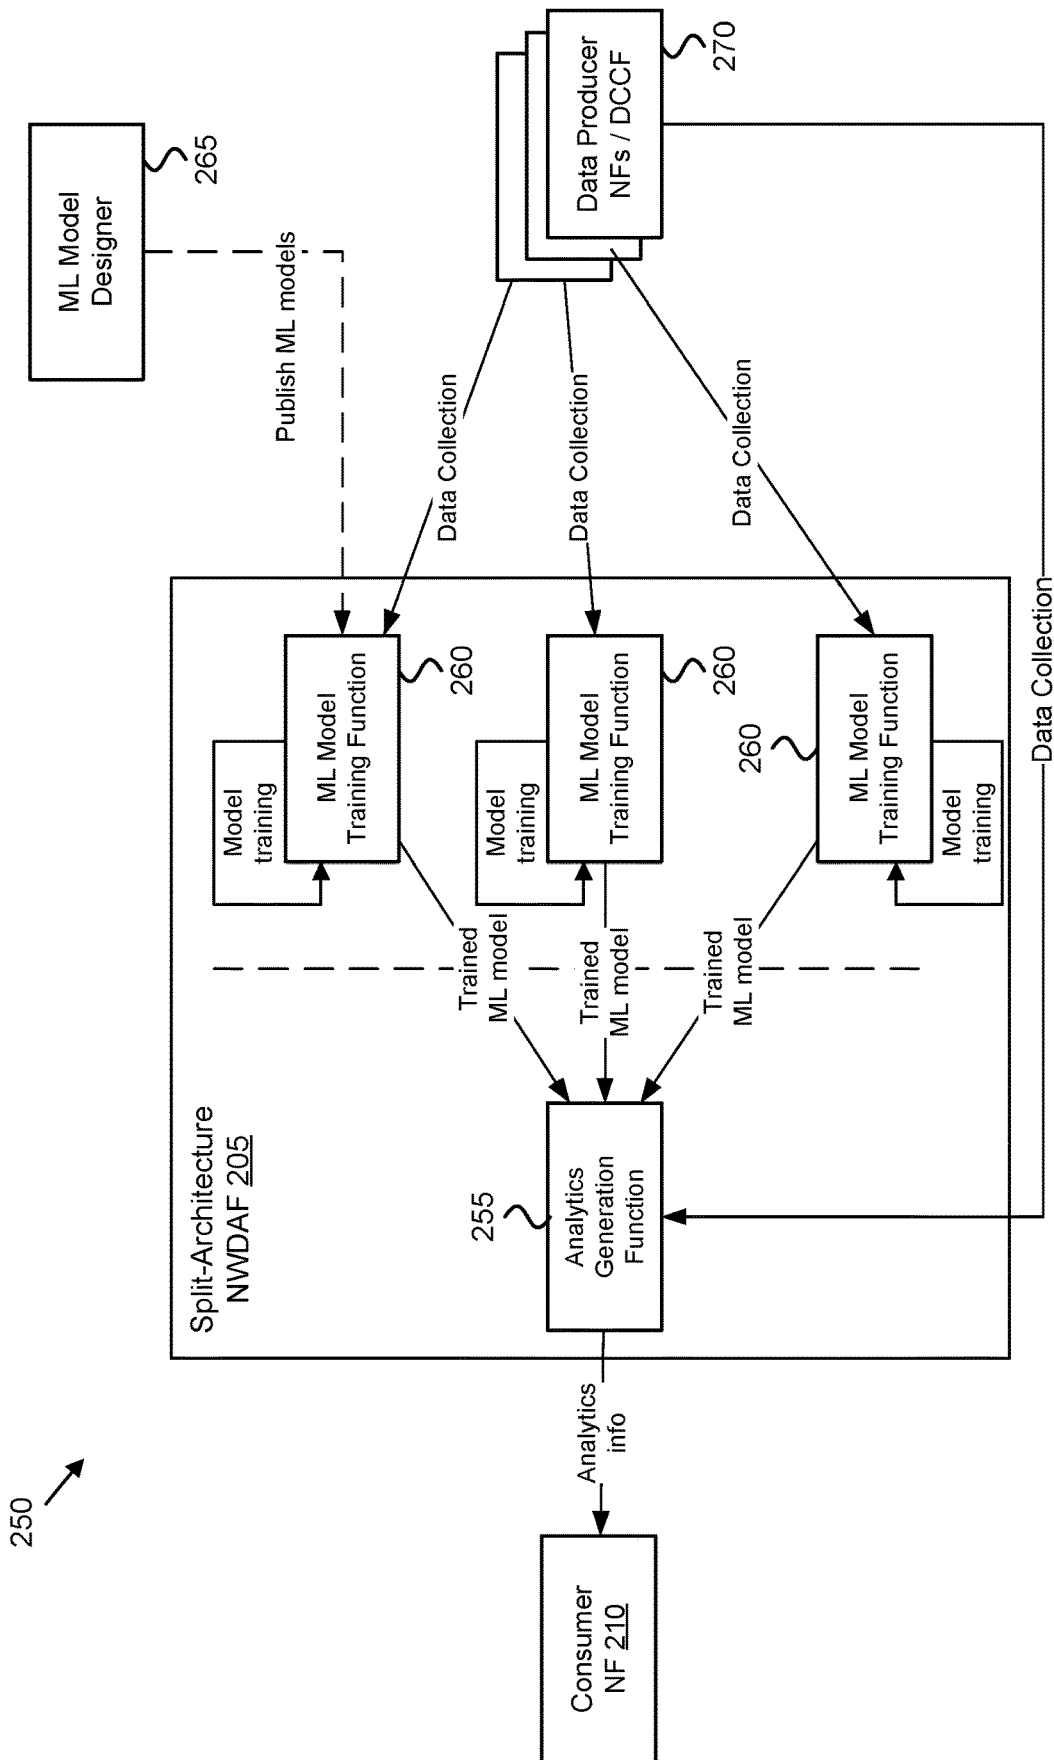 250
Split-Architecture
NWDAF 205
ML Model
Designer
265
Publish ML models
Model
training
ML Model
Training Function
260
Data Collection
Trained
ML model
Consumer
NF 210
Analytics
info
255
Analytics
Generation
Function
Trained
ML model
Model
training
ML Model
Training Function
260
Data Collection
Data Producer
NFs / DCCF
270
Trained
ML model
260
ML Model
Training Function
Model
training
Data Collection
Data Collection